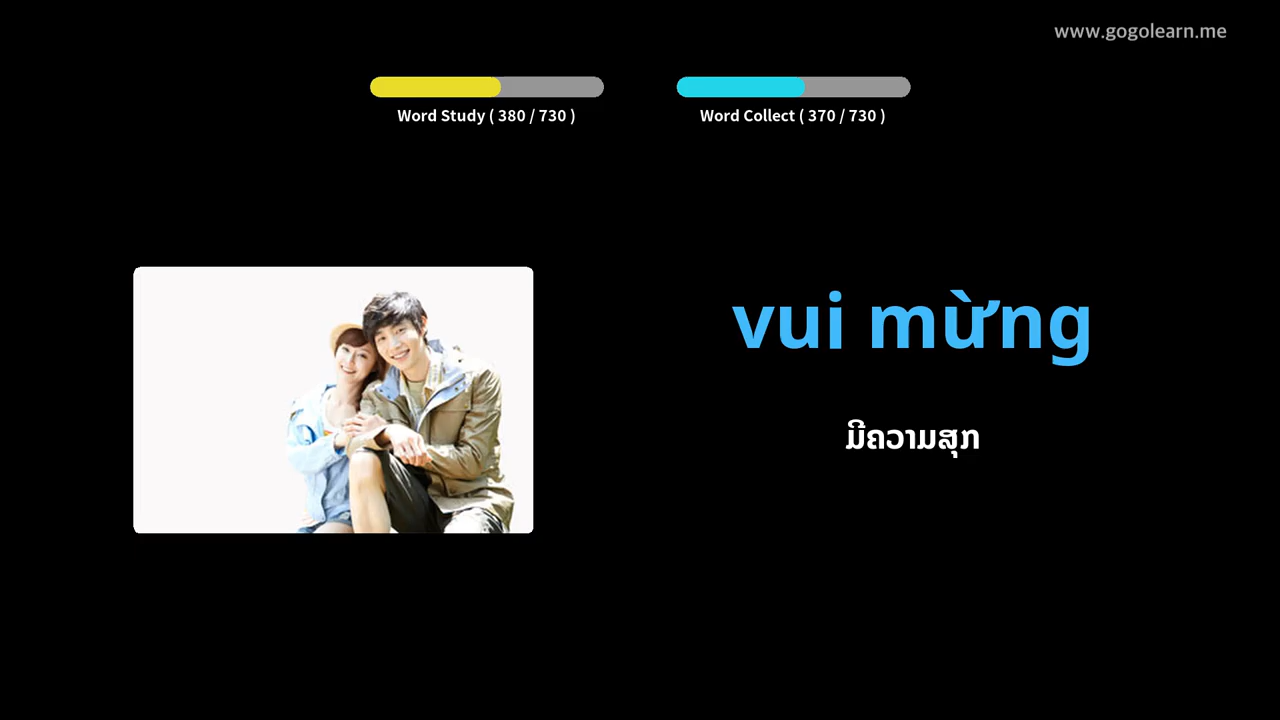 www.gogolearn.me
Word Study ( 380 / 730 )
Word Collect ( 370 / 730 )
vui mừng
ມີຄວາມສຸກ